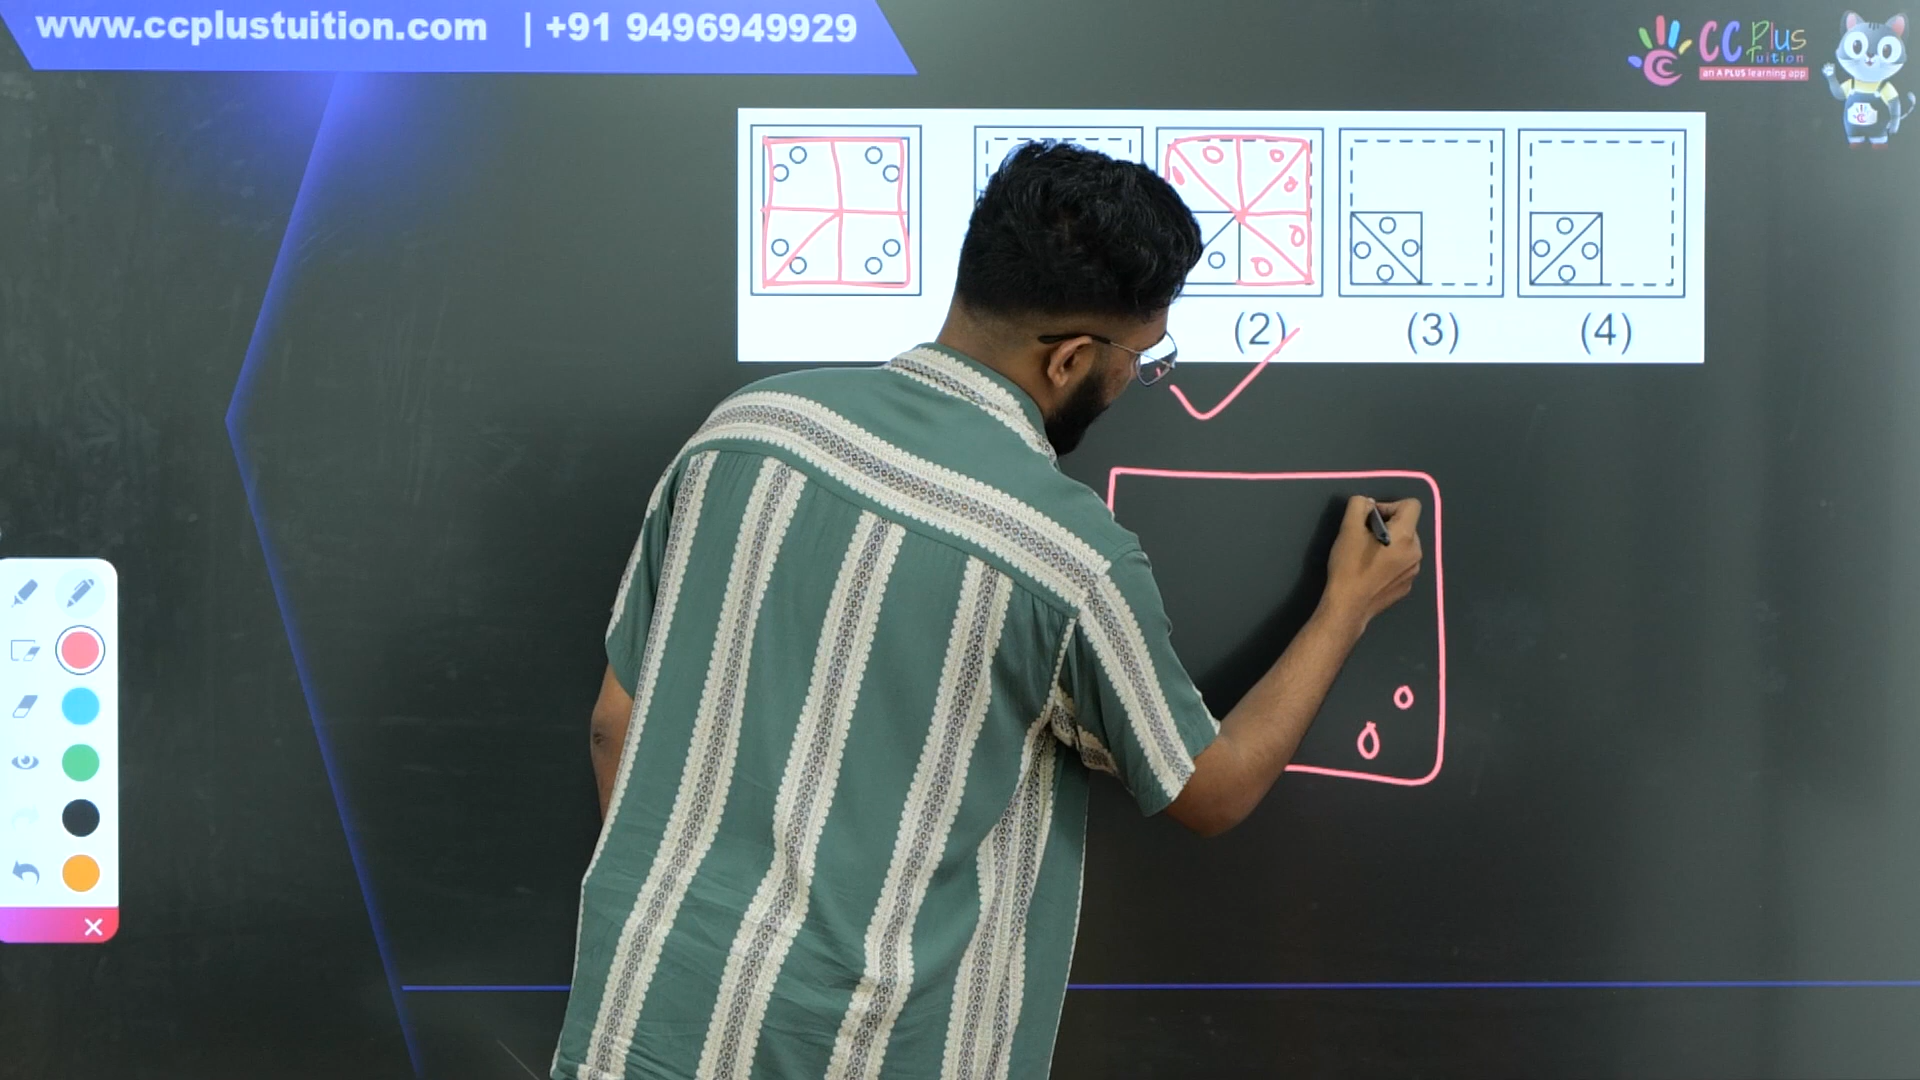 www.ccplustuition.com | +91 9496949929
CC Plus
Tuition
an A PLUS learning app
(2)
(3)
(4)